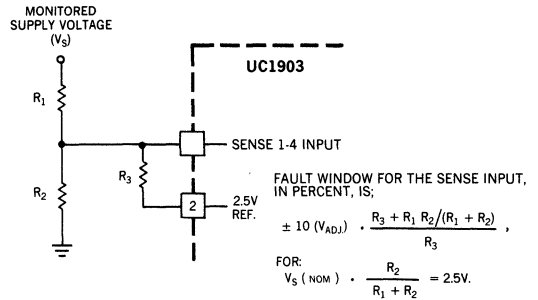 MONITORED
SUPPLY VOLTAGE
(VS)
UC1903
R1
SENSE 1-4 INPUT
R3
R2
2
2.5V
REF.
FAULT WINDOW FOR THE SENSE INPUT,
IN PERCENT, IS;
± 10 (VADJ.) · R3 + R1 R2/(R1 + R2) / R3 ,
FOR:
VS (NOM) · R2 / R1 + R2 = 2.5V.